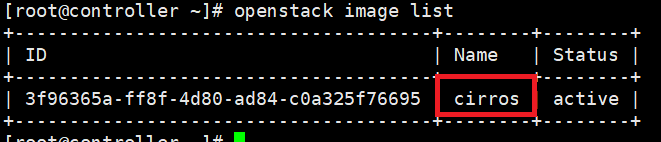 [root@controller ~]# openstack image list
+--------------------------------------+--------+--------+
| ID                                   | Name   | Status |
+--------------------------------------+--------+--------+
| 3f96365a-ff8f-4d80-ad84-c0a325f76695 | cirros | active |
+--------------------------------------+--------+--------+
[root@controller ~]#